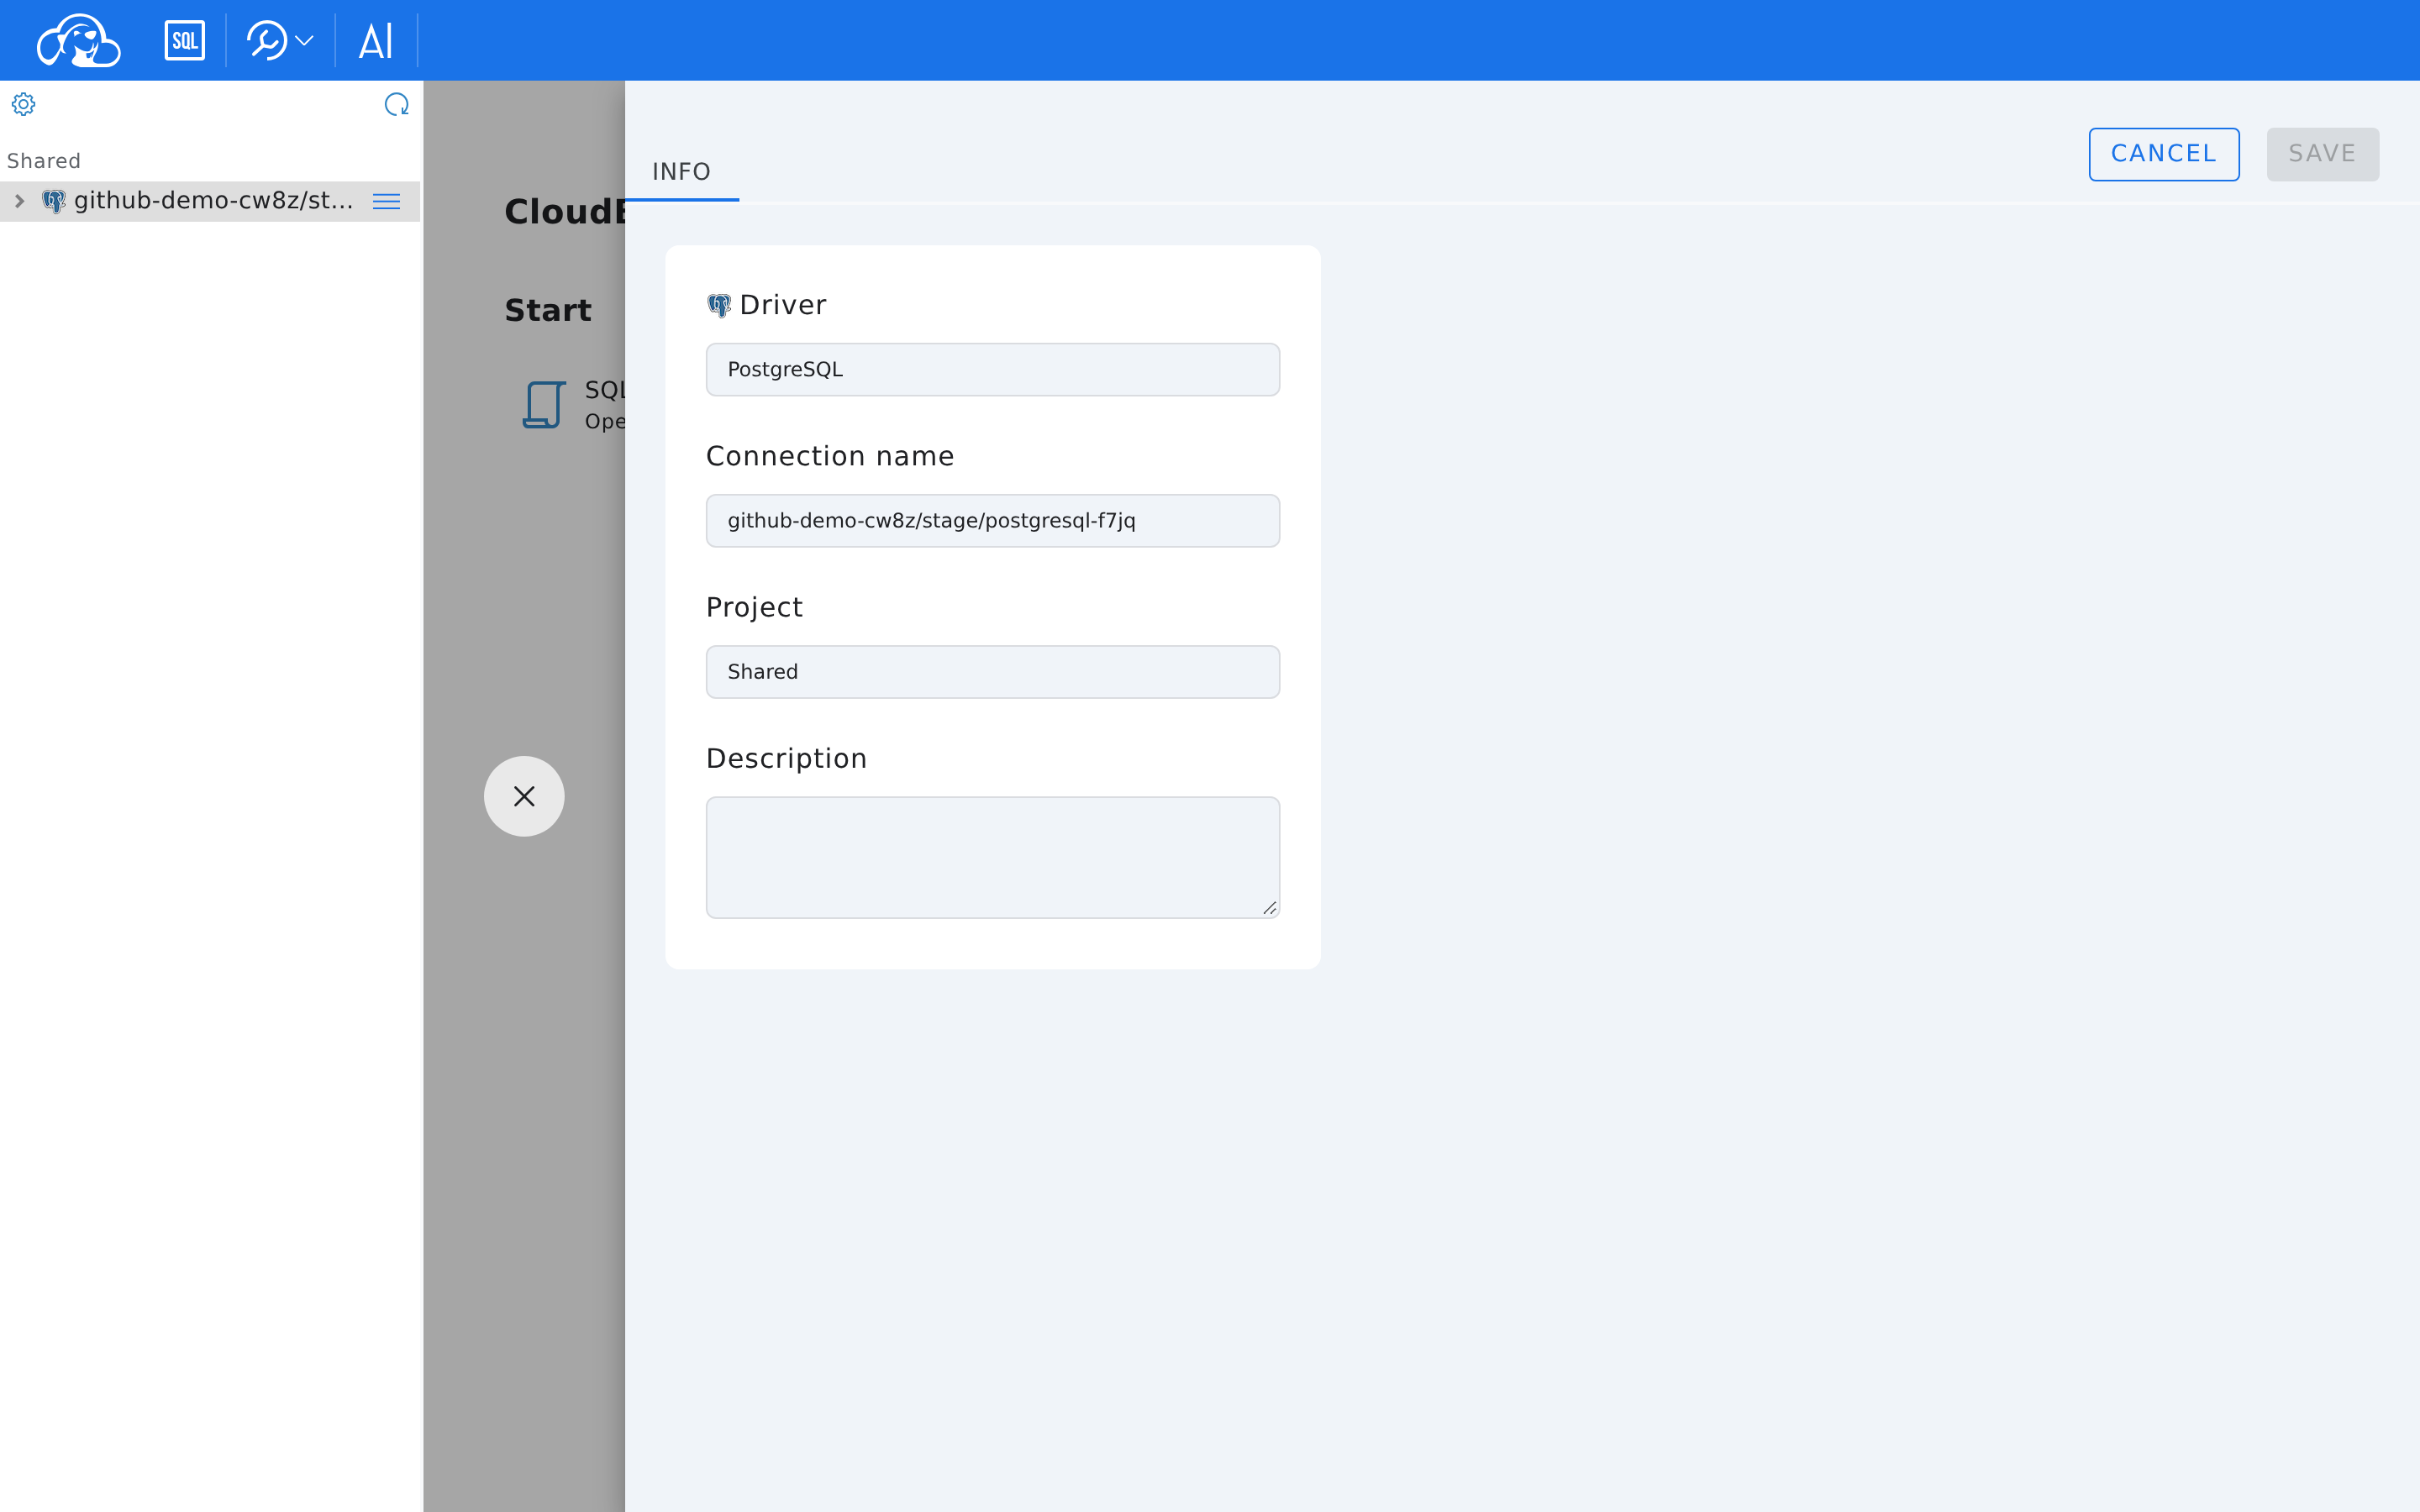 SQL
AI
Shared
github-demo-cw8z/st...
Start
SQL
Ope
INFO
CANCEL
SAVE
Driver
PostgreSQL
Connection name
github-demo-cw8z/stage/postgresql-f7jq
Project
Shared
Description